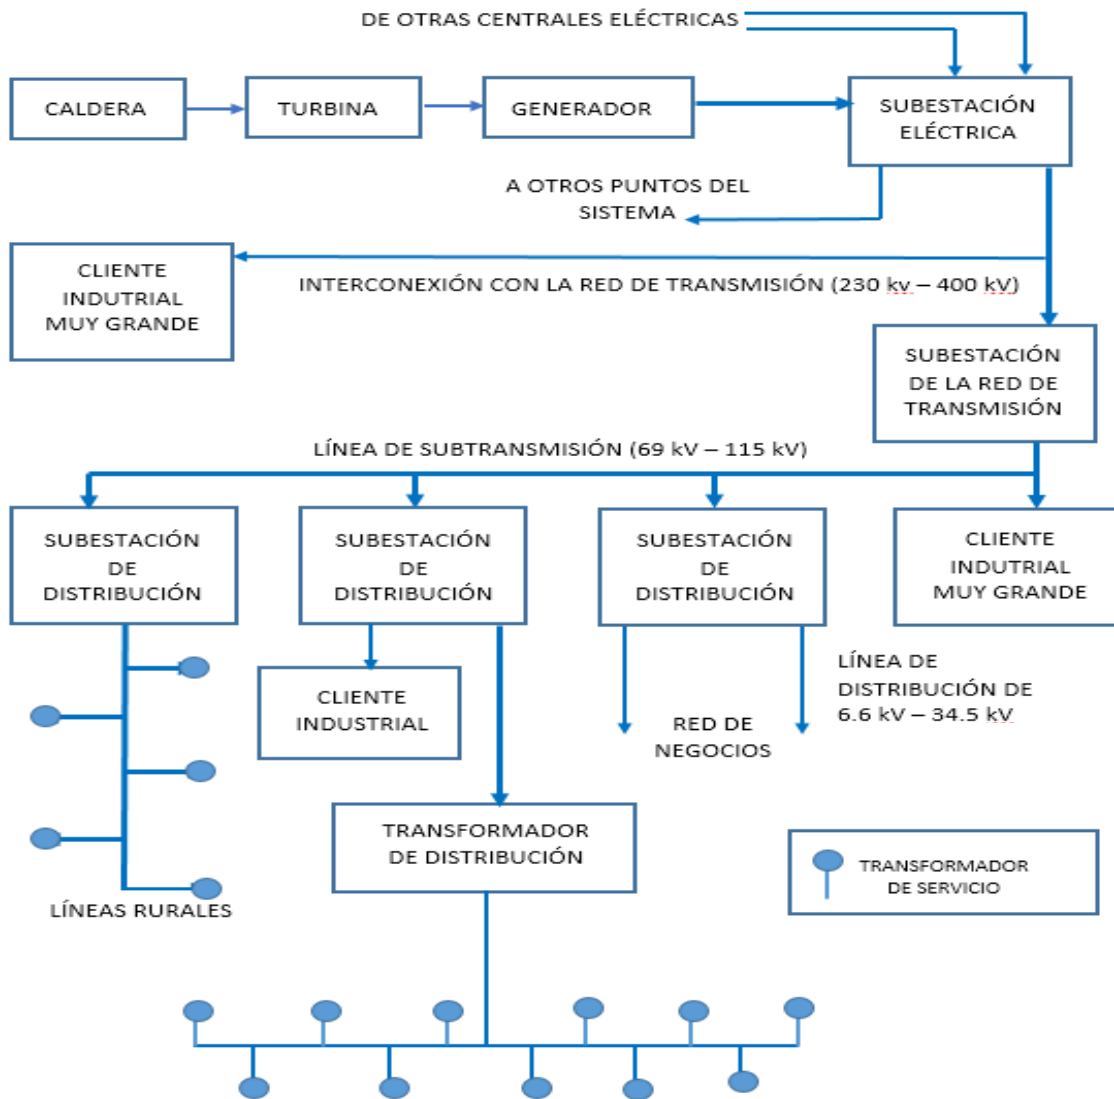 DE OTRAS CENTRALES ELÉCTRICAS
CALDERA
TURBINA
GENERADOR
SUBESTACIÓN
ELÉCTRICA
A OTROS PUNTOS DEL
SISTEMA
CLIENTE
INDUTRIAL
MUY GRANDE
INTERCONEXIÓN CON LA RED DE TRANSMISIÓN (230 kv – 400 kV)
SUBESTACIÓN
DE LA RED DE
TRANSMISIÓN
LÍNEA DE SUBTRANSMISIÓN (69 kV – 115 kV)
SUBESTACIÓN
DE
DISTRIBUCIÓN
SUBESTACIÓN
DE
DISTRIBUCIÓN
SUBESTACIÓN
DE
DISTRIBUCIÓN
CLIENTE
INDUTRIAL
MUY GRANDE
CLIENTE
INDUSTRIAL
RED DE
NEGOCIOS
LÍNEA DE
DISTRIBUCIÓN DE
6.6 kV – 34.5 kV
TRANSFORMADOR
DE DISTRIBUCIÓN
TRANSFORMADOR
DE SERVICIO
LÍNEAS RURALES